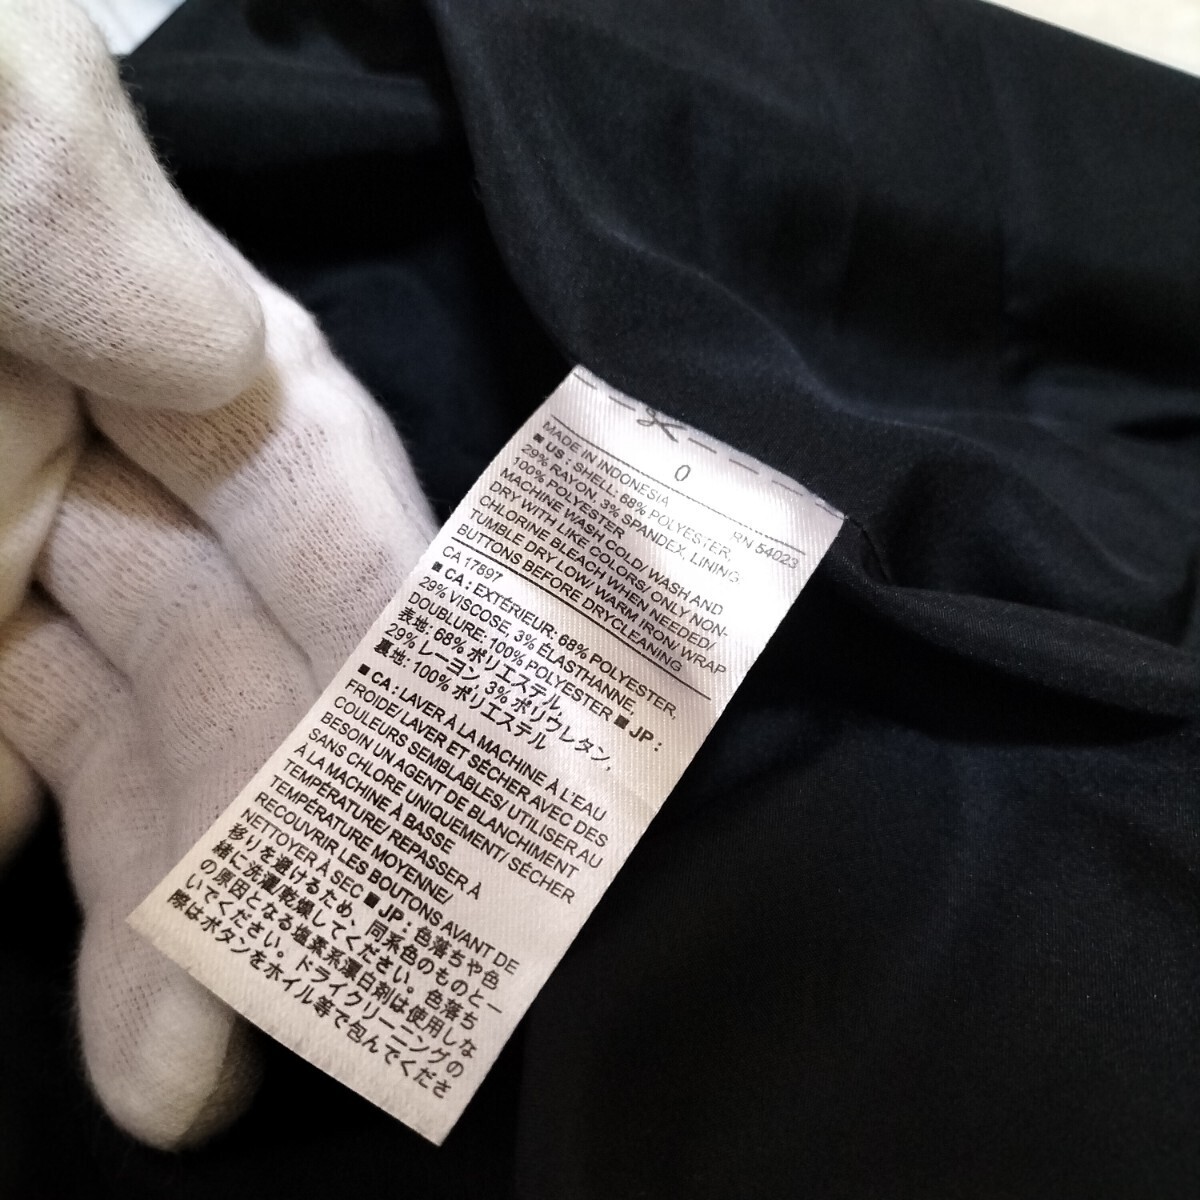 0
MADE IN INDONESIA RN 54023
■ US : SHELL: 68% POLYESTER,
29% RAYON, 3% SPANDEX, LINING:
100% POLYESTER
MACHINE WASH COLD/ WASH AND
DRY WITH LIKE COLORS/ ONLY NON-
CHLORINE BLEACH WHEN NEEDED/
TUMBLE DRY LOW/ WARM IRON/ WRAP
BUTTONS BEFORE DRYCLEANING
CA 17897
■ CA : EXTÉRIEUR: 68% POLYESTER,
29% VISCOSE, 3% ÉLASTHANNE,
DOUBLURE: 100% POLYESTER ■ JP :
表地: 68% ポリエステル,
29% レーヨン, 3% ポリウレタン,
裏地: 100% ポリエステル
■ CA : LAVER À LA MACHINE À L'EAU
FROIDE/ LAVER ET SÉCHER AVEC DES
COULEURS SEMBLABLES/ UTILISER AU
BESOIN UN AGENT DE BLANCHIMENT
SANS CHLORE UNIQUEMENT/ SÉCHER
À LA MACHINE À BASSE
TEMPÉRATURE/ REPASSER À
TEMPÉRATURE MOYENNE/
RECOUVRIR LES BOUTONS AVANT DE
NETTOYER À SEC ■ JP : 色落ちや色
移りを避けるため、同系色のものと一
緒に洗濯/乾燥してください。色落ち
の原因となる塩素系漂白剤は使用しな
いでください。ドライクリーニングの
際はボタンをホイル等で包んでくださ